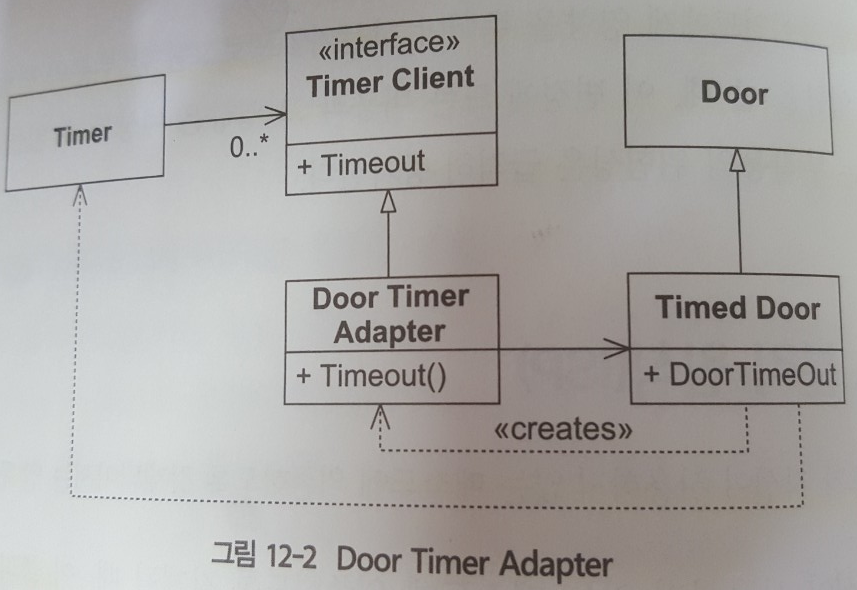 «interface»
Timer Client
+ Timeout
Timer
0..*
Door
Door Timer
Adapter
+ Timeout()
Timed Door
+ DoorTimeOut
«creates»
그림 12-2 Door Timer Adapter